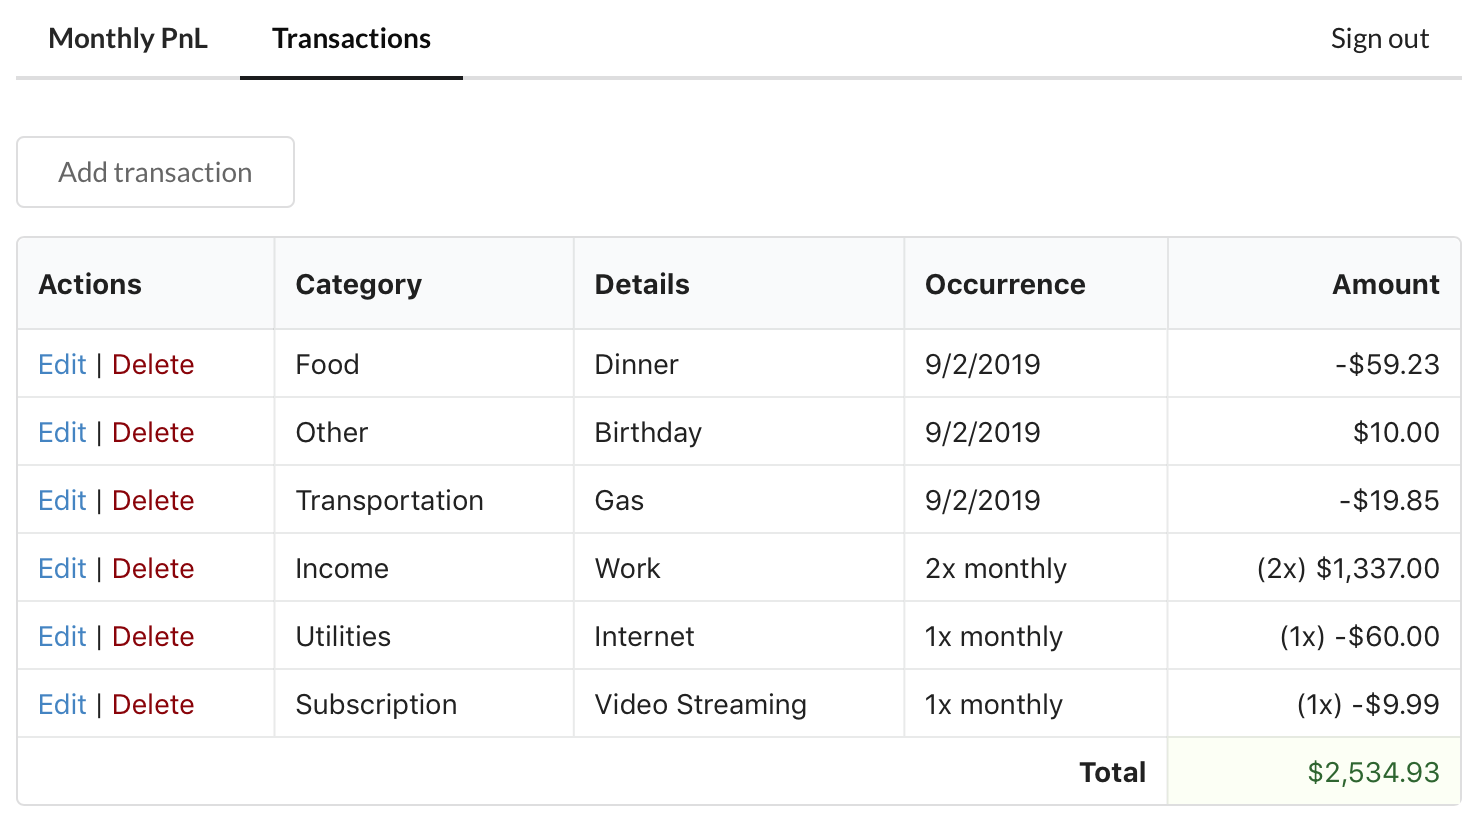 Monthly PnL Transactions Sign out
Add transaction
Actions Category Details Occurrence Amount
Edit | Delete Food Dinner 9/2/2019 -$59.23
Edit | Delete Other Birthday 9/2/2019 $10.00
Edit | Delete Transportation Gas 9/2/2019 -$19.85
Edit | Delete Income Work 2x monthly (2x) $1,337.00
Edit | Delete Utilities Internet 1x monthly (1x) -$60.00
Edit | Delete Subscription Video Streaming 1x monthly (1x) -$9.99
Total $2,534.93